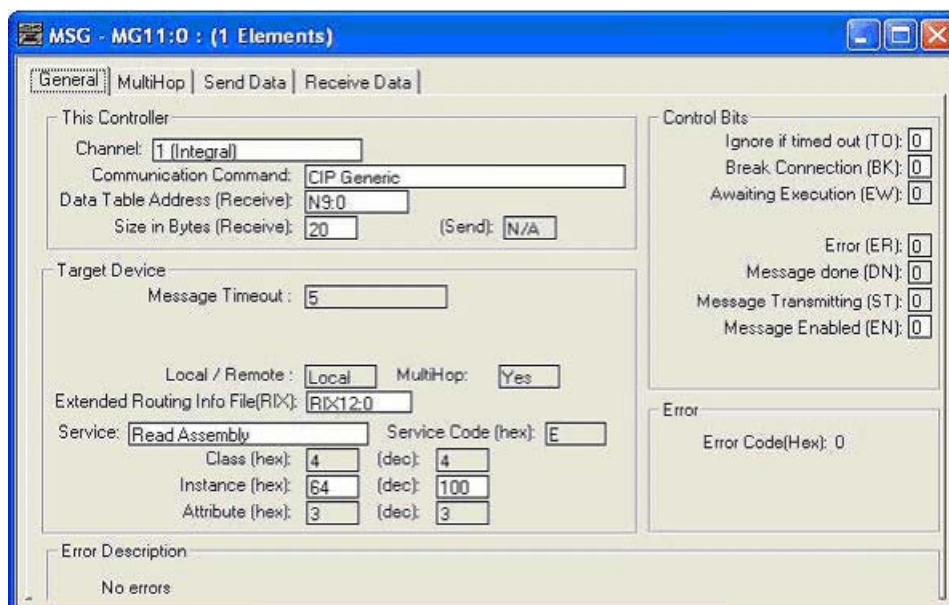 MSG - MG11:0 : (1 Elements)
General MultiHop Send Data Receive Data
This Controller
Channel: 1 (Integral)
Communication Command: CIP Generic
Data Table Address (Receive): N9:0
Size in Bytes (Receive): 20 (Send): N/A
Target Device
Message Timeout : 5
Local / Remote : Local MultiHop: Yes
Extended Routing Info File(RIX): RIX12:0
Service: Read Assembly Service Code (hex): E
Class (hex): 4 (dec): 4
Instance (hex): 64 (dec): 100
Attribute (hex): 3 (dec): 3
Control Bits
Ignore if timed out (TO): 0
Break Connection (BK): 0
Awaiting Execution (EW): 0
Error (ER): 0
Message done (DN): 0
Message Transmitting (ST): 0
Message Enabled (EN): 0
Error
Error Code(Hex): 0
Error Description
No errors